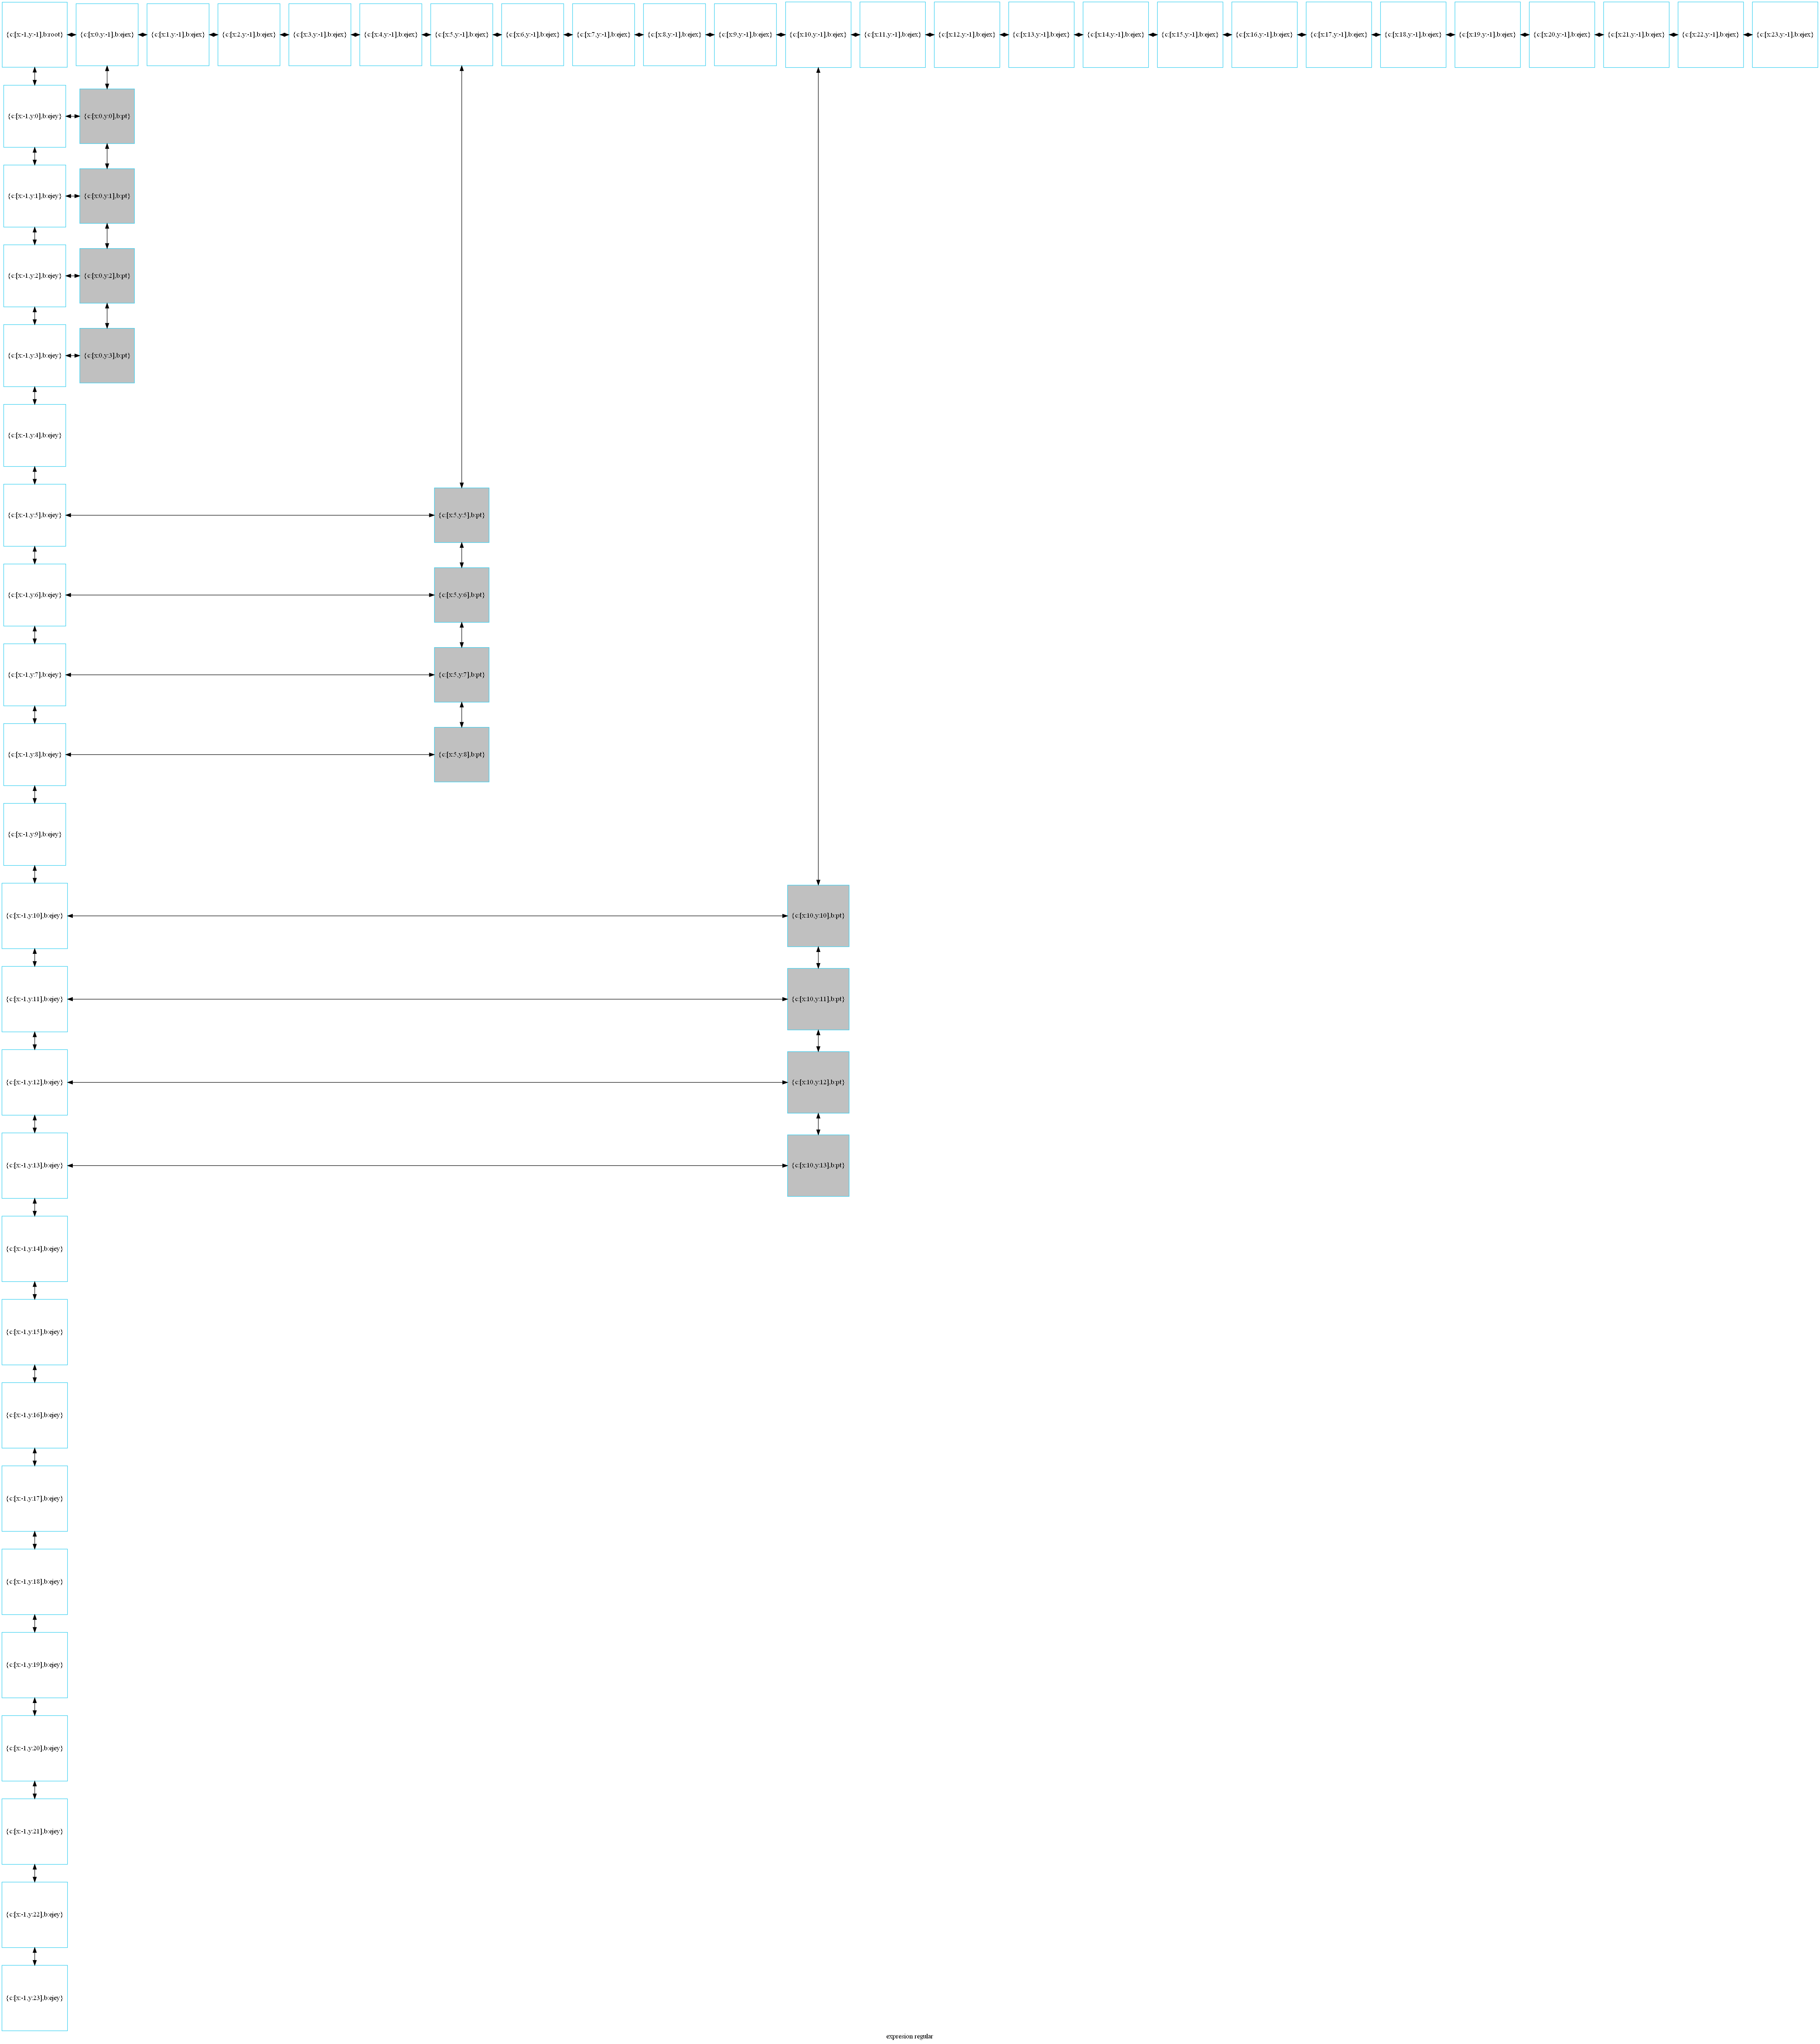 {c:[x:-1,y:-1],b:root} {c:[x:0,y:-1],b:ejex} {c:[x:1,y:-1],b:ejex} {c:[x:2,y:-1],b:ejex} {c:[x:3,y:-1],b:ejex} {c:[x:4,y:-1],b:ejex} {c:[x:5,y:-1],b:ejex} {c:[x:6,y:-1],b:ejex} {c:[x:7,y:-1],b:ejex} {c:[x:8,y:-1],b:ejex} {c:[x:9,y:-1],b:ejex} {c:[x:10,y:-1],b:ejex} {c:[x:11,y:-1],b:ejex} {c:[x:12,y:-1],b:ejex} {c:[x:13,y:-1],b:ejex} {c:[x:14,y:-1],b:ejex} {c:[x:15,y:-1],b:ejex} {c:[x:16,y:-1],b:ejex} {c:[x:17,y:-1],b:ejex} {c:[x:18,y:-1],b:ejex} {c:[x:19,y:-1],b:ejex} {c:[x:20,y:-1],b:ejex} {c:[x:21,y:-1],b:ejex} {c:[x:22,y:-1],b:ejex} {c:[x:23,y:-1],b:ejex}
{c:[x:-1,y:0],b:ejey} {c:[x:0,y:0],b:pt}
{c:[x:-1,y:1],b:ejey} {c:[x:0,y:1],b:pt}
{c:[x:-1,y:2],b:ejey} {c:[x:0,y:2],b:pt}
{c:[x:-1,y:3],b:ejey} {c:[x:0,y:3],b:pt}
{c:[x:-1,y:4],b:ejey}
{c:[x:-1,y:5],b:ejey} {c:[x:5,y:5],b:pt}
{c:[x:-1,y:6],b:ejey} {c:[x:5,y:6],b:pt}
{c:[x:-1,y:7],b:ejey} {c:[x:5,y:7],b:pt}
{c:[x:-1,y:8],b:ejey} {c:[x:5,y:8],b:pt}
{c:[x:-1,y:9],b:ejey}
{c:[x:-1,y:10],b:ejey} {c:[x:10,y:10],b:pt}
{c:[x:-1,y:11],b:ejey} {c:[x:10,y:11],b:pt}
{c:[x:-1,y:12],b:ejey} {c:[x:10,y:12],b:pt}
{c:[x:-1,y:13],b:ejey} {c:[x:10,y:13],b:pt}
{c:[x:-1,y:14],b:ejey}
{c:[x:-1,y:15],b:ejey}
{c:[x:-1,y:16],b:ejey}
{c:[x:-1,y:17],b:ejey}
{c:[x:-1,y:18],b:ejey}
{c:[x:-1,y:19],b:ejey}
{c:[x:-1,y:20],b:ejey}
{c:[x:-1,y:21],b:ejey}
{c:[x:-1,y:22],b:ejey}
{c:[x:-1,y:23],b:ejey}
expresion regular